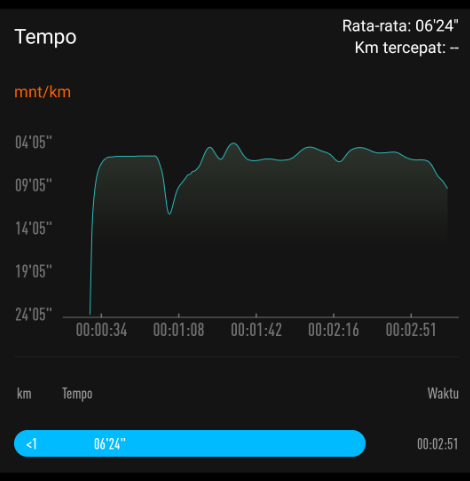 Tempo
Rata-rata: 06'24"
Km tercepat: --
mnt/km
04'05"
09'05"
14'05"
19'05"
24'05"
00:00:34 00:01:08 00:01:42 00:02:16 00:02:51
km Tempo Waktu
<1 06'24" 00:02:51